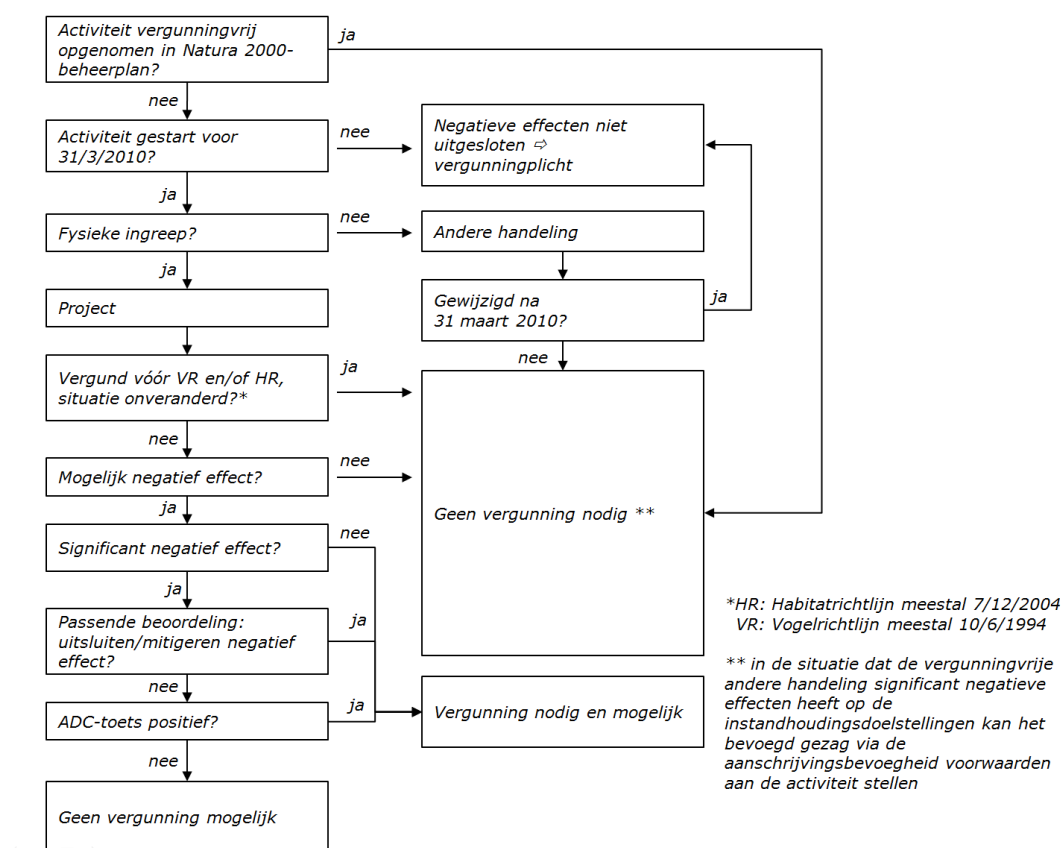 Activiteit vergunningvrij
opgenomen in Natura 2000-
beheerplan?
ja
nee
Activiteit gestart voor
31/3/2010?
nee
Negatieve effecten niet
uitgesloten ⇨
vergunningplicht
ja
Fysieke ingreep?
nee
Andere handeling
ja
Project
Gewijzigd na
31 maart 2010?
ja
nee
Vergund vóór VR en/of HR,
situatie onveranderd?*
ja
nee
Mogelijk negatief effect?
nee
Geen vergunning nodig **
ja
Significant negatief effect?
nee
ja
Passende beoordeling:
uitsluiten/mitigeren negatief
effect?
ja
nee
ADC-toets positief?
ja
Vergunning nodig en mogelijk
nee
Geen vergunning mogelijk
*HR: Habitatrichtlijn meestal 7/12/2004
VR: Vogelrichtlijn meestal 10/6/1994
** in de situatie dat de vergunningvrije
andere handeling significant negatieve
effecten heeft op de
instandhoudingsdoelstellingen kan het
bevoegd gezag via de
aanschrijvingsbevoegheid voorwaarden
aan de activiteit stellen